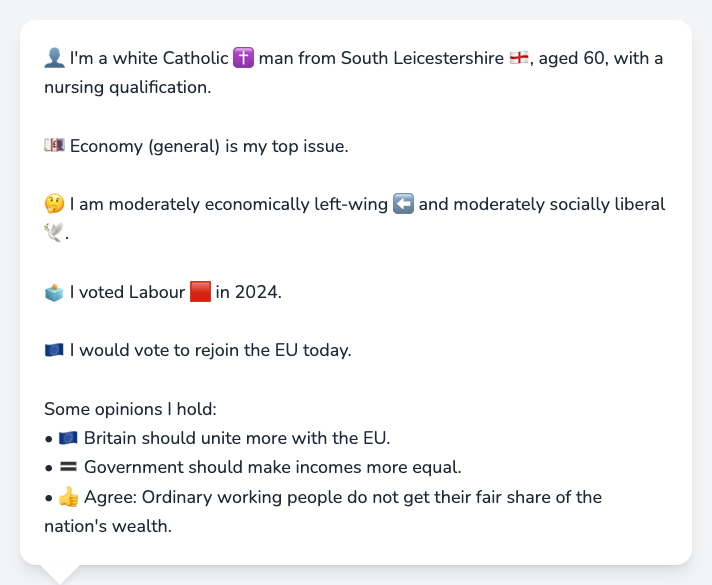 👤 I'm a white Catholic ✝️ man from South Leicestershire 🏴󠁧󠁢󠁥󠁮󠁧󠁿, aged 60, with a
nursing qualification.
💷 Economy (general) is my top issue.
🤔 I am moderately economically left-wing ⬅️ and moderately socially liberal
🕊️.
🗳️ I voted Labour 🟥 in 2024.
🇪🇺 I would vote to rejoin the EU today.
Some opinions I hold:
• 🇪🇺 Britain should unite more with the EU.
• 🟰 Government should make incomes more equal.
• 👍 Agree: Ordinary working people do not get their fair share of the
nation's wealth.